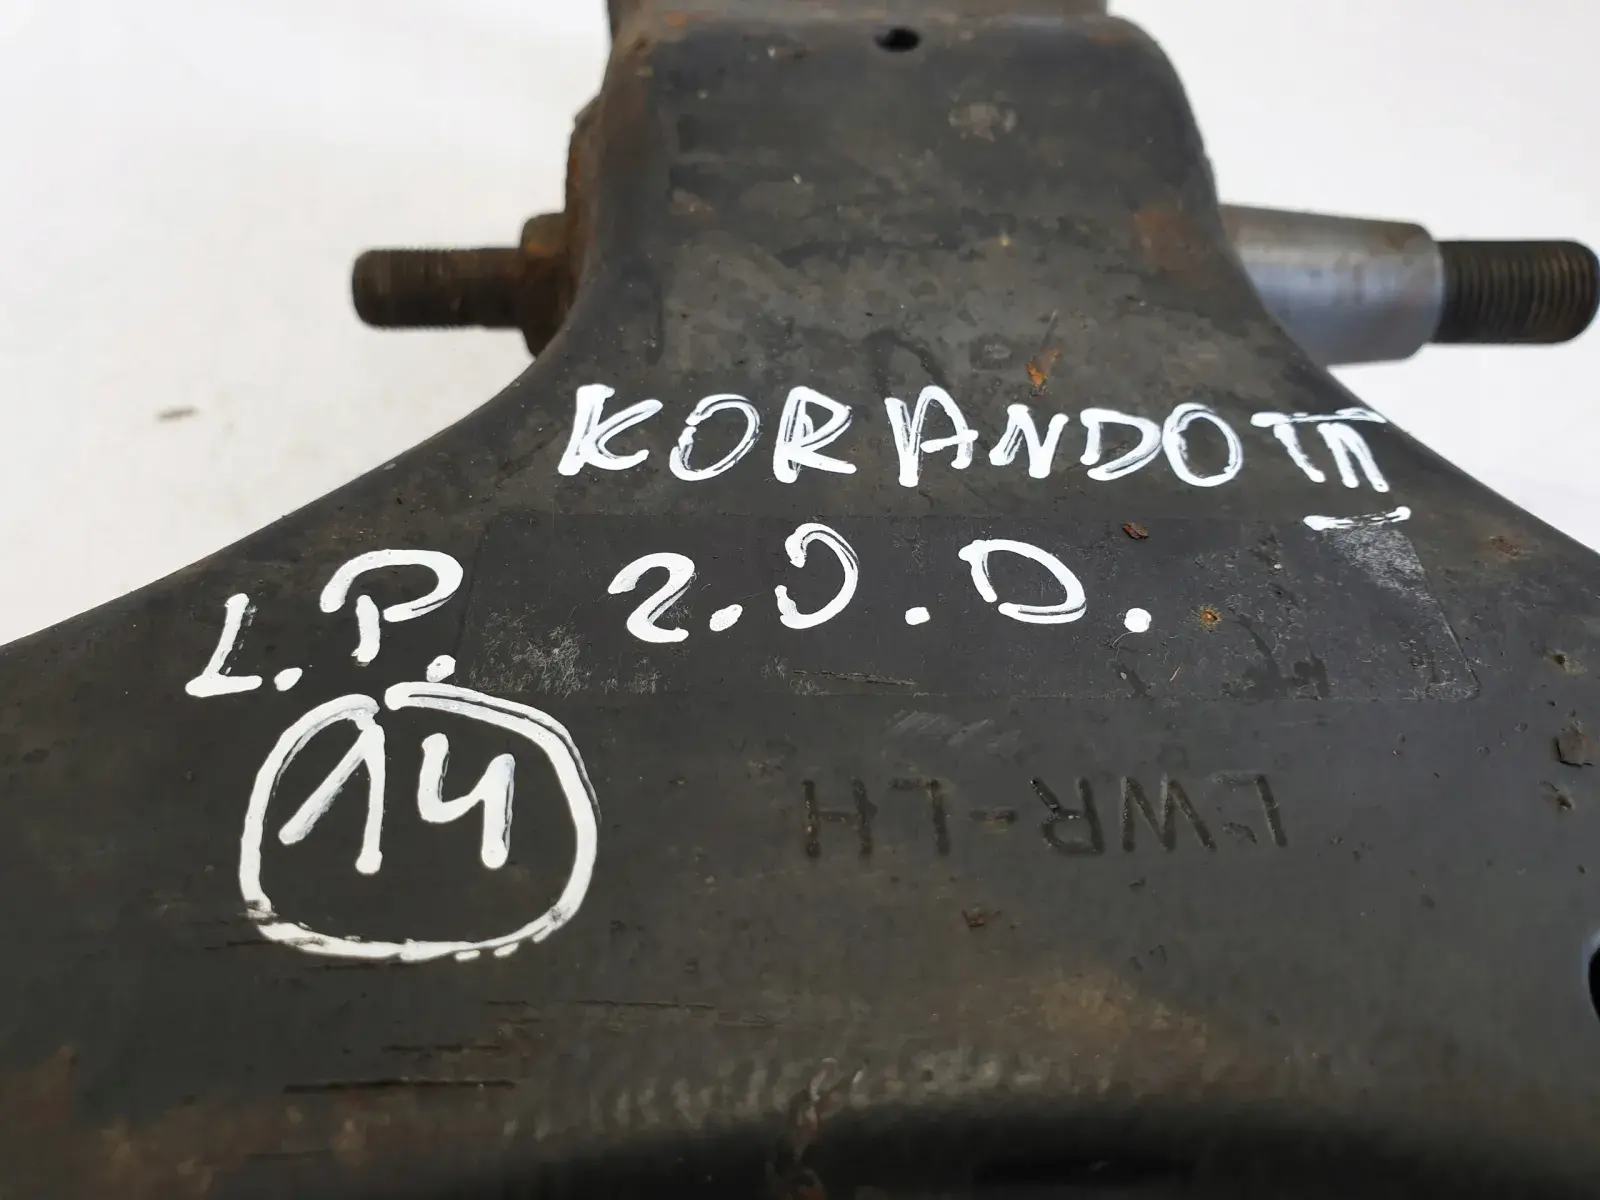 KORANDO III
L.P. 2.0.D.
14
LWR-LH